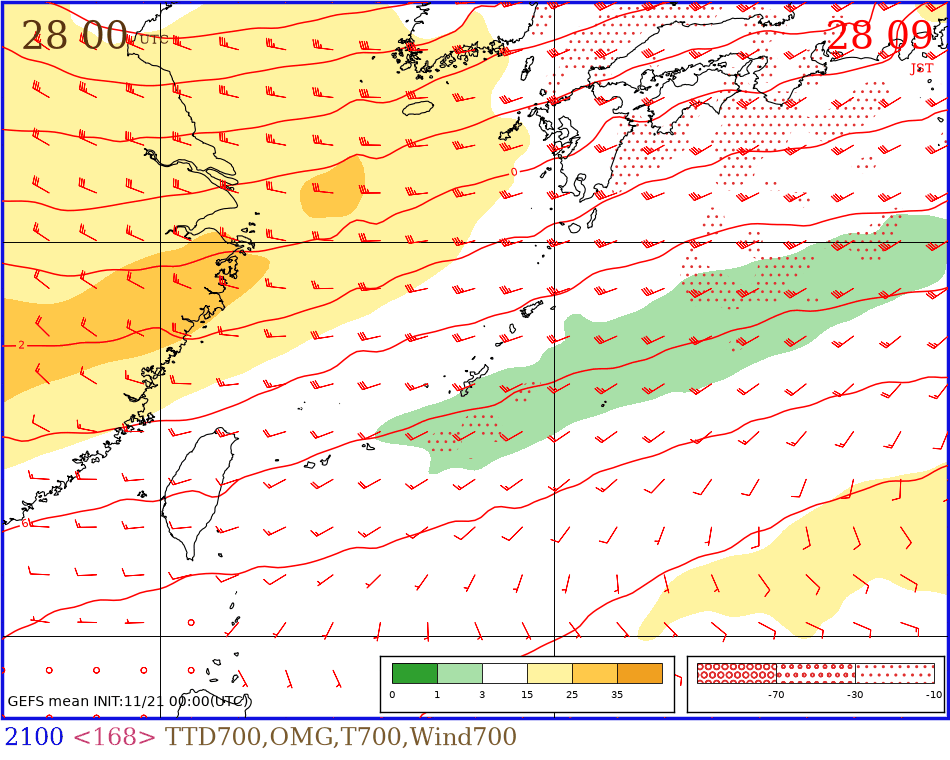 28 00 UTC
28 09
JST
0
2
6
0 1 3 15 25 35
-70 -30 -10
GEFS mean INIT:11/21 00:00(UTC)
2100 <168> TTD700,OMG,T700,Wind700